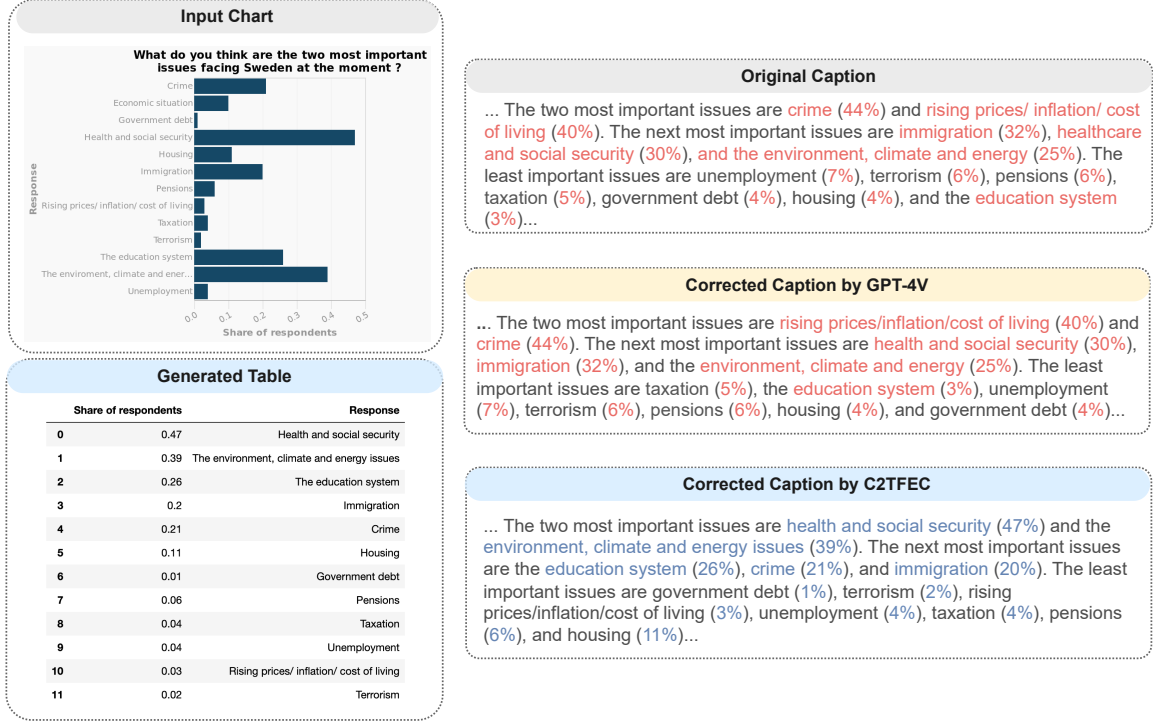 Input Chart
What do you think are the two most important
issues facing Sweden at the moment ?
Response
Crime
Economic situation
Government debt
Health and social security
Housing
Immigration
Pensions
Rising prices/ inflation/ cost of living
Taxation
Terrorism
The education system
The enviroment, climate and ener...
Unemployment
0.0 0.1 0.2 0.3 0.4 0.5
Share of respondents
Generated Table
Share of respondents Response
0 0.47 Health and social security
1 0.39 The environment, climate and energy issues
2 0.26 The education system
3 0.2 Immigration
4 0.21 Crime
5 0.11 Housing
6 0.01 Government debt
7 0.06 Pensions
8 0.04 Taxation
9 0.04 Unemployment
10 0.03 Rising prices/ inflation/ cost of living
11 0.02 Terrorism
Original Caption
... The two most important issues are crime (44%) and rising prices/ inflation/ cost
of living (40%). The next most important issues are immigration (32%), healthcare
and social security (30%), and the environment, climate and energy (25%). The
least important issues are unemployment (7%), terrorism (6%), pensions (6%),
taxation (5%), government debt (4%), housing (4%), and the education system
(3%)...
Corrected Caption by GPT-4V
... The two most important issues are rising prices/inflation/cost of living (40%) and
crime (44%). The next most important issues are health and social security (30%),
immigration (32%), and the environment, climate and energy (25%). The least
important issues are taxation (5%), the education system (3%), unemployment
(7%), terrorism (6%), pensions (6%), housing (4%), and government debt (4%)...
Corrected Caption by C2TFEC
... The two most important issues are health and social security (47%) and the
environment, climate and energy issues (39%). The next most important issues
are the education system (26%), crime (21%), and immigration (20%). The least
important issues are government debt (1%), terrorism (2%), rising
prices/inflation/cost of living (3%), unemployment (4%), taxation (4%), pensions
(6%), and housing (11%)...